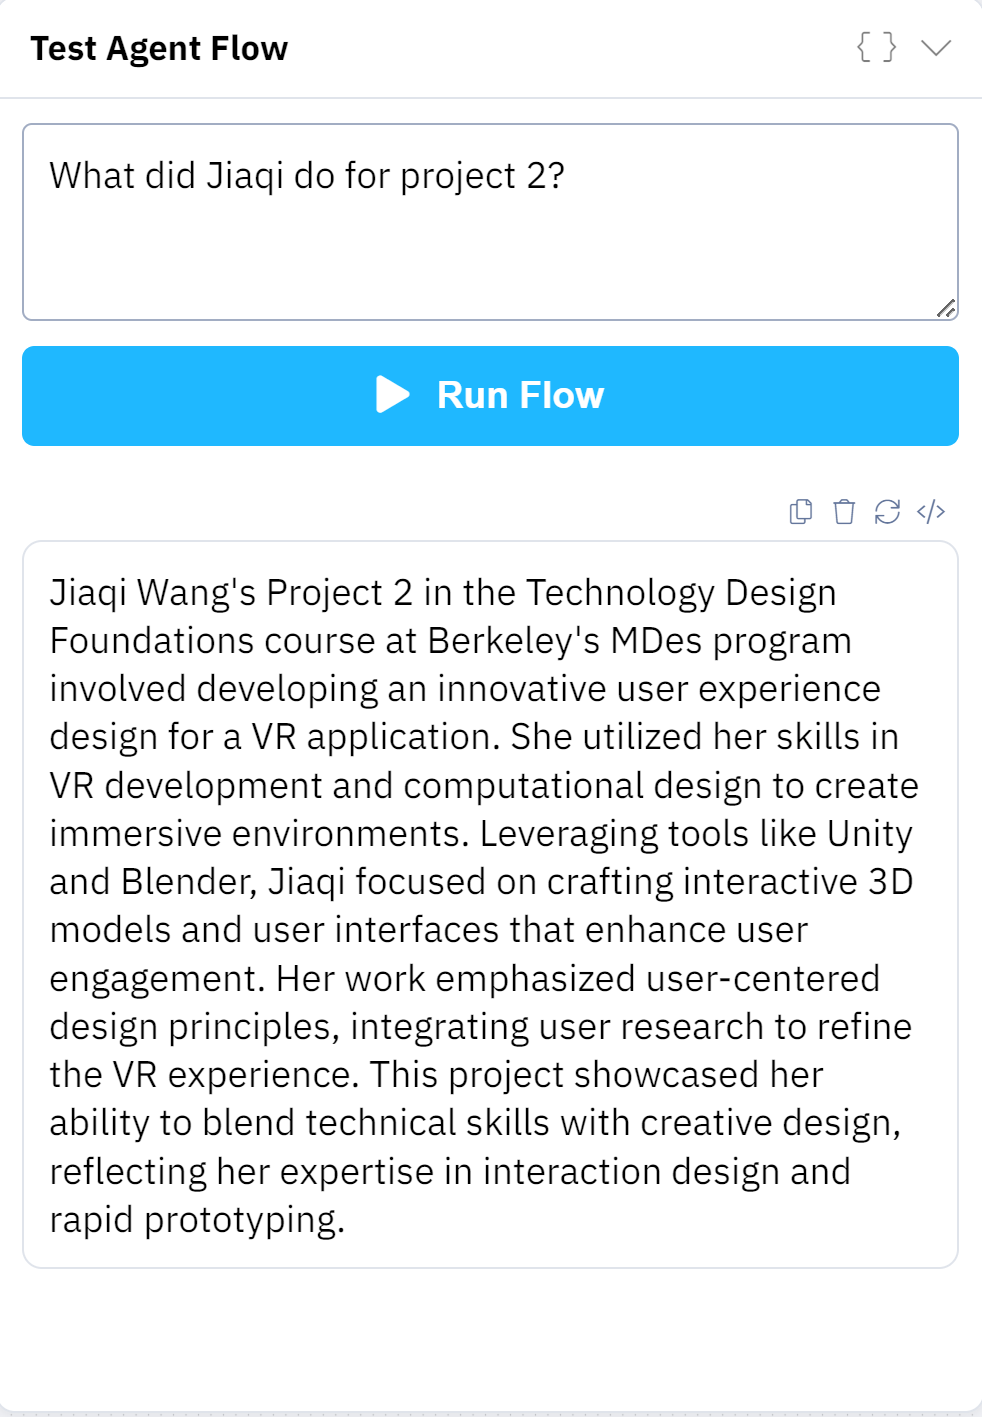 Test Agent Flow { }
What did Jiaqi do for project 2?
Run Flow
</>
Jiaqi Wang's Project 2 in the Technology Design
Foundations course at Berkeley's MDes program
involved developing an innovative user experience
design for a VR application. She utilized her skills in
VR development and computational design to create
immersive environments. Leveraging tools like Unity
and Blender, Jiaqi focused on crafting interactive 3D
models and user interfaces that enhance user
engagement. Her work emphasized user-centered
design principles, integrating user research to refine
the VR experience. This project showcased her
ability to blend technical skills with creative design,
reflecting her expertise in interaction design and
rapid prototyping.